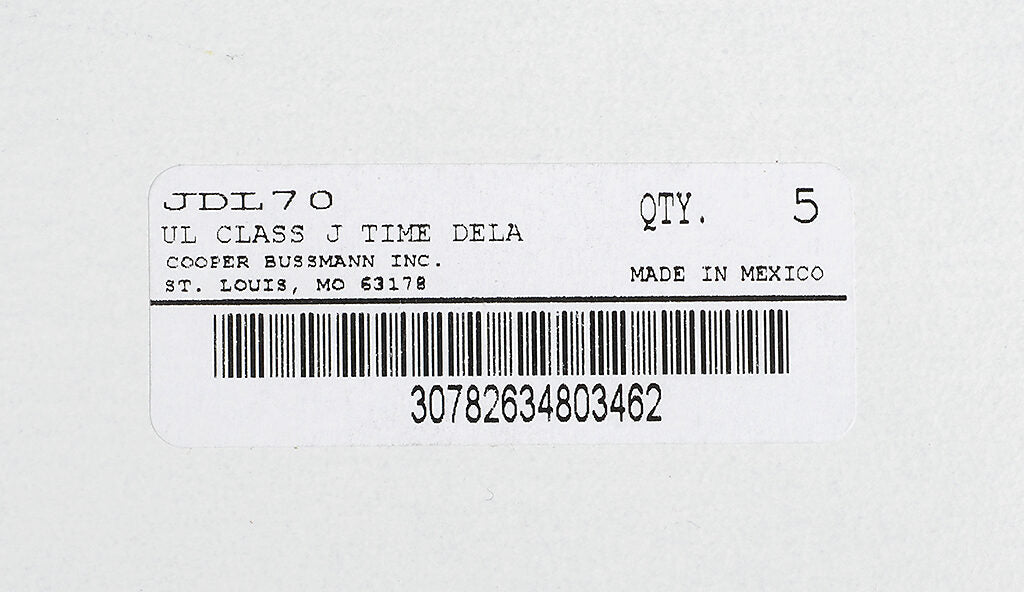 JDL70
UL CLASS J TIME DELA
COOPER BUSSMANN INC.
ST. LOUIS, MO 63178
QTY. 5
MADE IN MEXICO
30782634803462